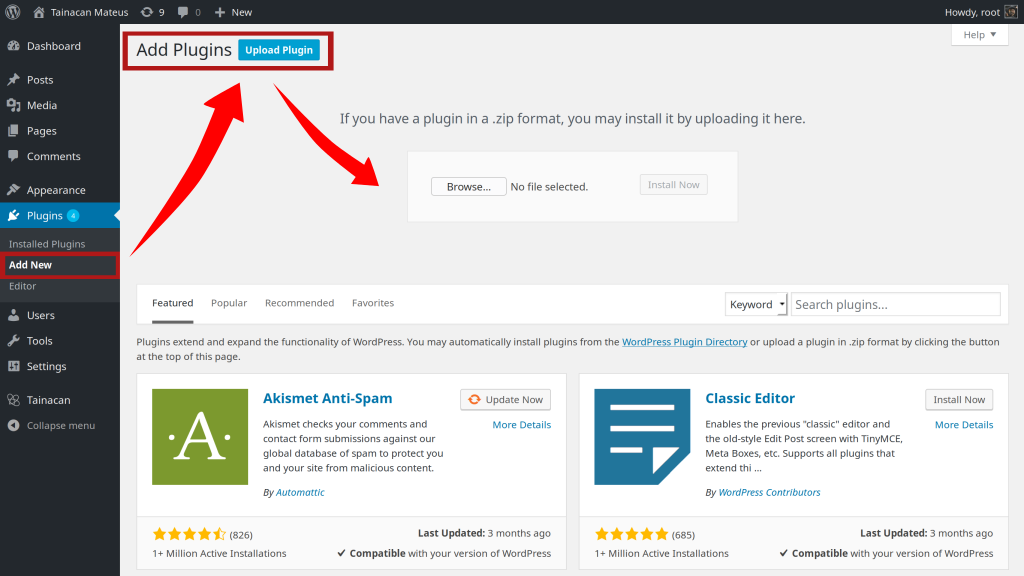 Tainacan Mateus 9 0 New Howdy, root
Dashboard
Posts
Media
Pages
Comments
Appearance
Plugins 4
Installed Plugins
Add New
Editor
Users
Tools
Settings
Tainacan
Collapse menu
Add Plugins Upload Plugin
Help
If you have a plugin in a .zip format, you may install it by uploading it here.
Browse... No file selected. Install Now
Featured Popular Recommended Favorites Keyword Search plugins...
Plugins extend and expand the functionality of WordPress. You may automatically install plugins from the WordPress Plugin Directory or upload a plugin in .zip format by clicking the button
at the top of this page.
A
Akismet Anti-Spam
Update Now
More Details
Akismet checks your comments and
contact form submissions against our
global database of spam to protect you
and your site from malicious content.
By Automattic
(826)
Last Updated: 3 months ago
1+ Million Active Installations
Compatible with your version of WordPress
Classic Editor
Install Now
More Details
Enables the previous "classic" editor and
the old-style Edit Post screen with TinyMCE,
Meta Boxes, etc. Supports all plugins that
extend thi ...
By WordPress Contributors
(685)
Last Updated: 3 months ago
1+ Million Active Installations
Compatible with your version of WordPress